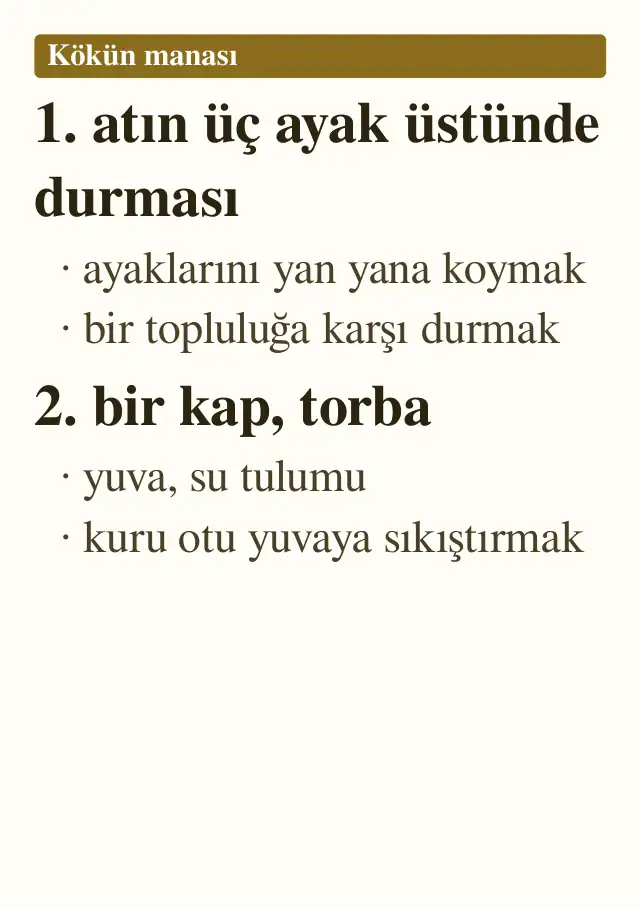 Kökün manası
1. atın üç ayak üstünde
durması
· ayaklarını yan yana koymak
· bir topluluğa karşı durmak
2. bir kap, torba
· yuva, su tulumu
· kuru otu yuvaya sıkıştırmak